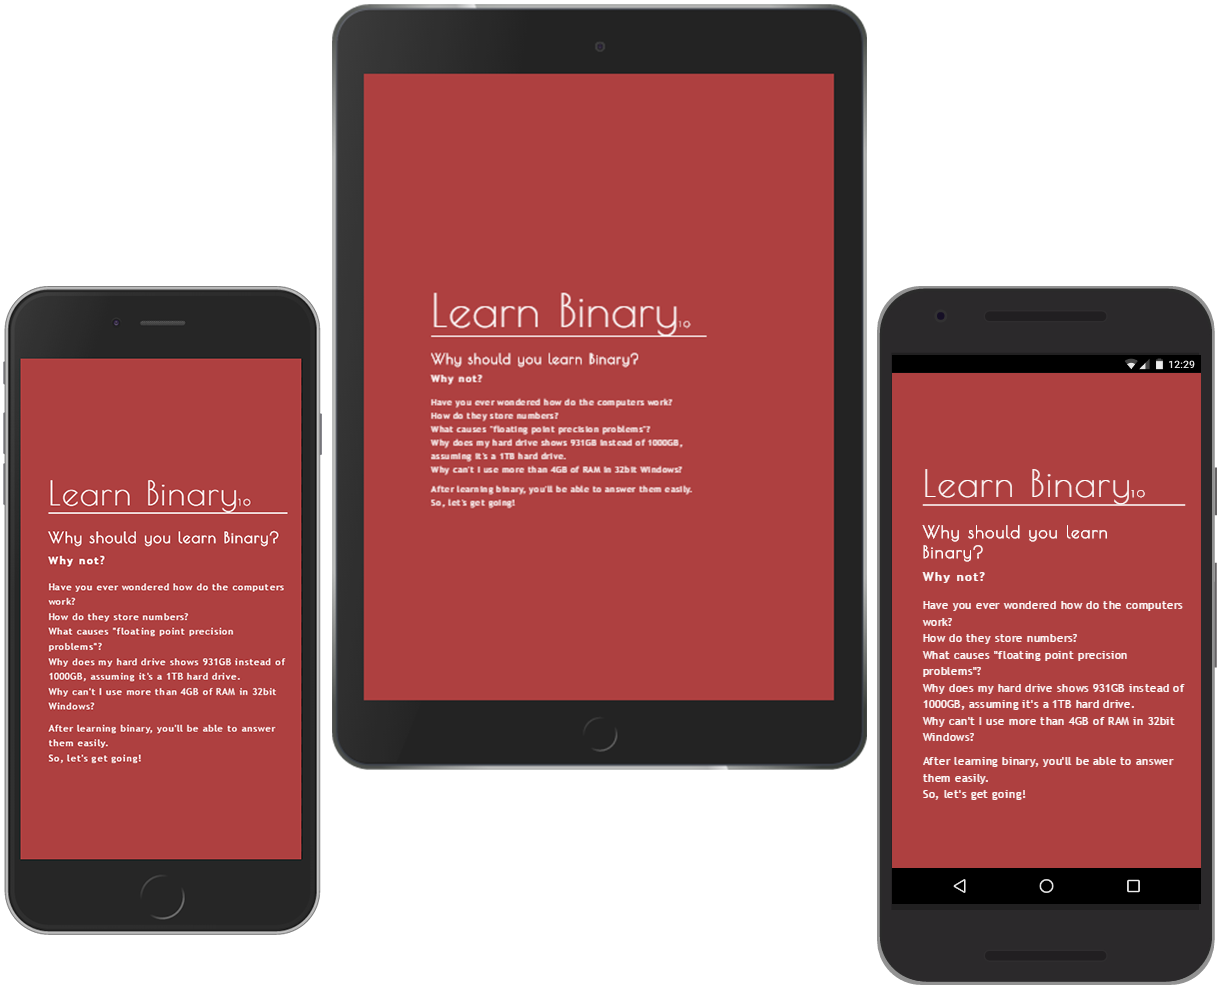 Learn Binary10
Why should you learn Binary?
Why not?
Have you ever wondered how do the computers work?
How do they store numbers?
What causes "floating point precision problems"?
Why does my hard drive shows 931GB instead of 1000GB,
assuming it's a 1TB hard drive.
Why can't I use more than 4GB of RAM in 32bit Windows?
After learning binary, you'll be able to answer them easily.
So, let's get going!
Learn Binary10
Why should you learn Binary?
Why not?
Have you ever wondered how do the computers
work?
How do they store numbers?
What causes "floating point precision
problems"?
Why does my hard drive shows 931GB instead of
1000GB, assuming it's a 1TB hard drive.
Why can't I use more than 4GB of RAM in 32bit
Windows?
After learning binary, you'll be able to answer
them easily.
So, let's get going!
12:29
Learn Binary10
Why should you learn
Binary?
Why not?
Have you ever wondered how do the computers
work?
How do they store numbers?
What causes "floating point precision
problems"?
Why does my hard drive shows 931GB instead of
1000GB, assuming it's a 1TB hard drive.
Why can't I use more than 4GB of RAM in 32bit
Windows?
After learning binary, you'll be able to answer
them easily.
So, let's get going!